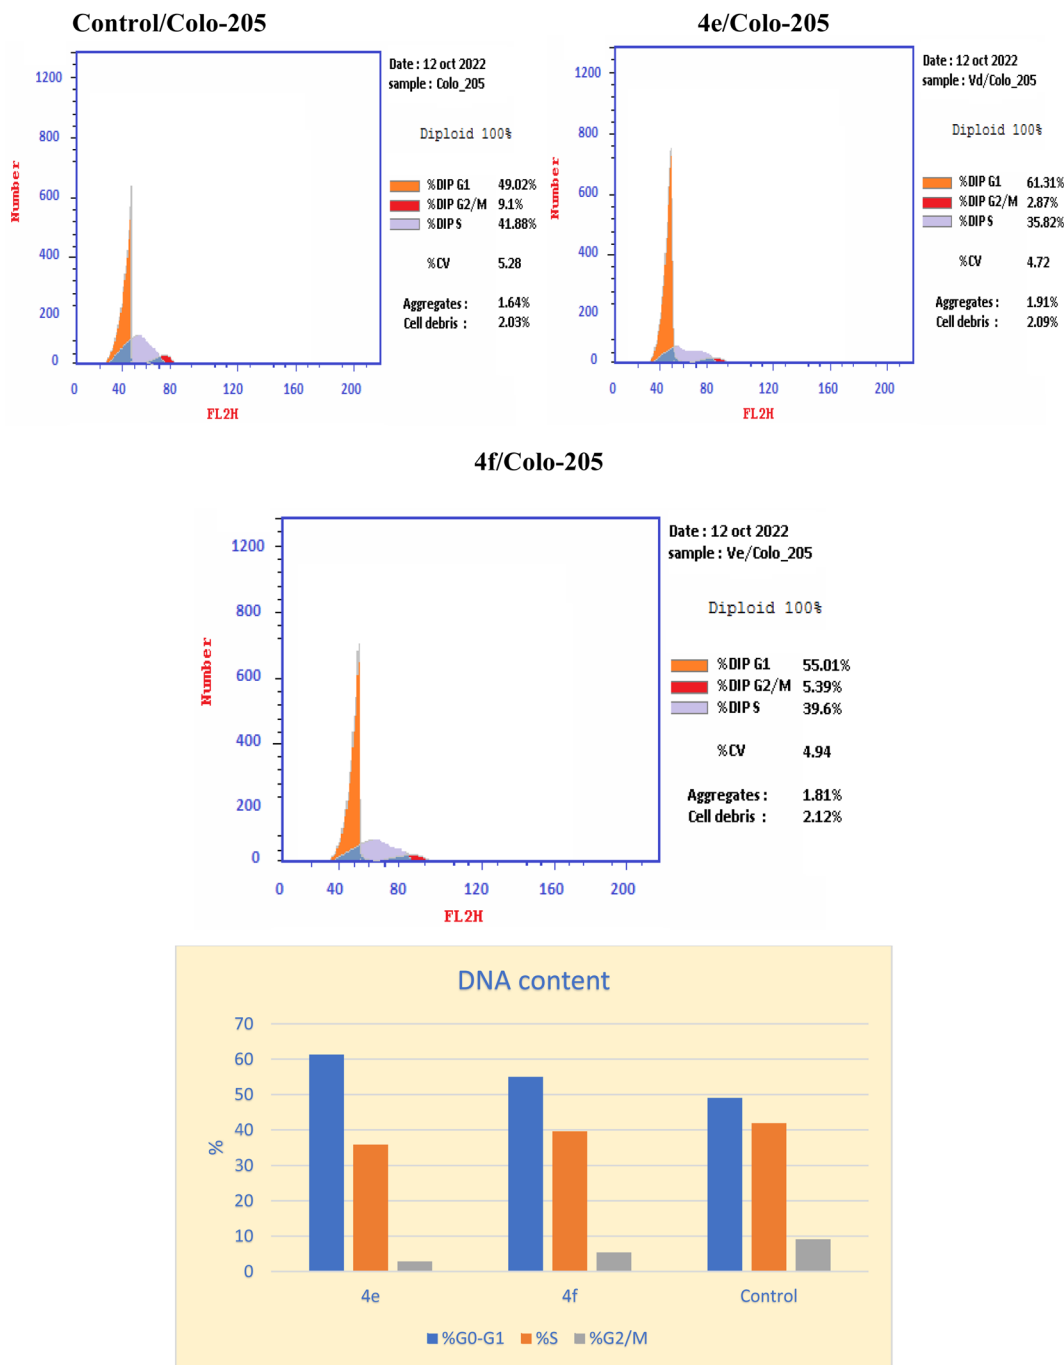 Control/Colo-205
4e/Colo-205
1200
800
600
400
200
0
Number
0 40 80 120 160 200
FL2H
Date : 12 oct 2022
sample : Colo_205
Diploid 100%
%DIP G1 49.02%
%DIP G2/M 9.1%
%DIP S 41.88%
%CV 5.28
Aggregates : 1.64%
Cell debris : 2.03%
1200
800
600
400
200
0
Number
0 40 80 120 160 200
FL2H
Date : 12 oct 2022
sample : Vd/Colo_205
Diploid 100%
%DIP G1 61.31%
%DIP G2/M 2.87%
%DIP S 35.82%
%CV 4.72
Aggregates : 1.91%
Cell debris : 2.09%
4f/Colo-205
1200
800
600
400
200
0
Number
0 40 80 120 160 200
FL2H
Date : 12 oct 2022
sample : Ve/Colo_205
Diploid 100%
%DIP G1 55.01%
%DIP G2/M 5.39%
%DIP S 39.6%
%CV 4.94
Aggregates : 1.81%
Cell debris : 2.12%
DNA content
70
60
50
40
30
20
10
0
%
4e 4f Control
%G0-G1 %S %G2/M